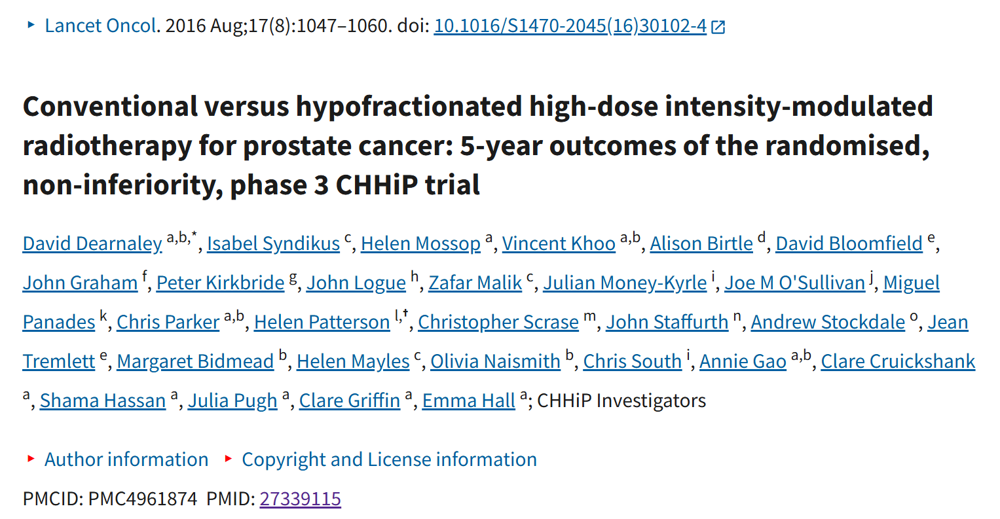 ‣ Lancet Oncol. 2016 Aug;17(8):1047–1060. doi: 10.1016/S1470-2045(16)30102-4
Conventional versus hypofractionated high-dose intensity-modulated
radiotherapy for prostate cancer: 5-year outcomes of the randomised,
non-inferiority, phase 3 CHHiP trial
David Dearnaley a,b,*, Isabel Syndikus c, Helen Mossop a, Vincent Khoo a,b, Alison Birtle d, David Bloomfield e,
John Graham f, Peter Kirkbride g, John Logue h, Zafar Malik c, Julian Money-Kyrle i, Joe M O'Sullivan j, Miguel
Panades k, Chris Parker a,b, Helen Patterson l,†, Christopher Scrase m, John Staffurth n, Andrew Stockdale o, Jean
Tremlett e, Margaret Bidmead b, Helen Mayles c, Olivia Naismith b, Chris South i, Annie Gao a,b, Clare Cruickshank
a, Shama Hassan a, Julia Pugh a, Clare Griffin a, Emma Hall a; CHHiP Investigators
‣ Author information ‣ Copyright and License information
PMCID: PMC4961874 PMID: 27339115